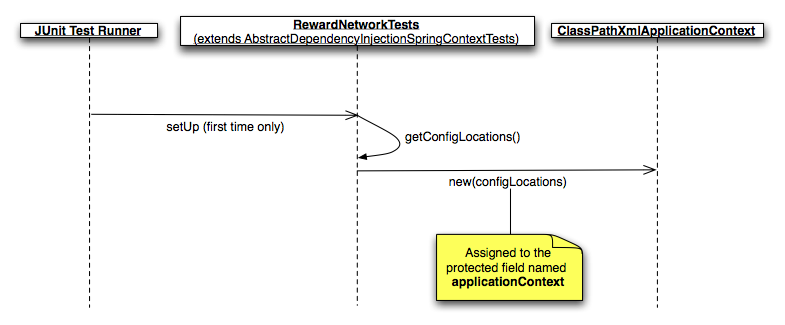 JUnit Test Runner
RewardNetworkTests
(extends AbstractDependencyInjectionSpringContextTests)
ClassPathXmlApplicationContext
setUp (first time only)
getConfigLocations()
new(configLocations)
Assigned to the
protected field named
applicationContext